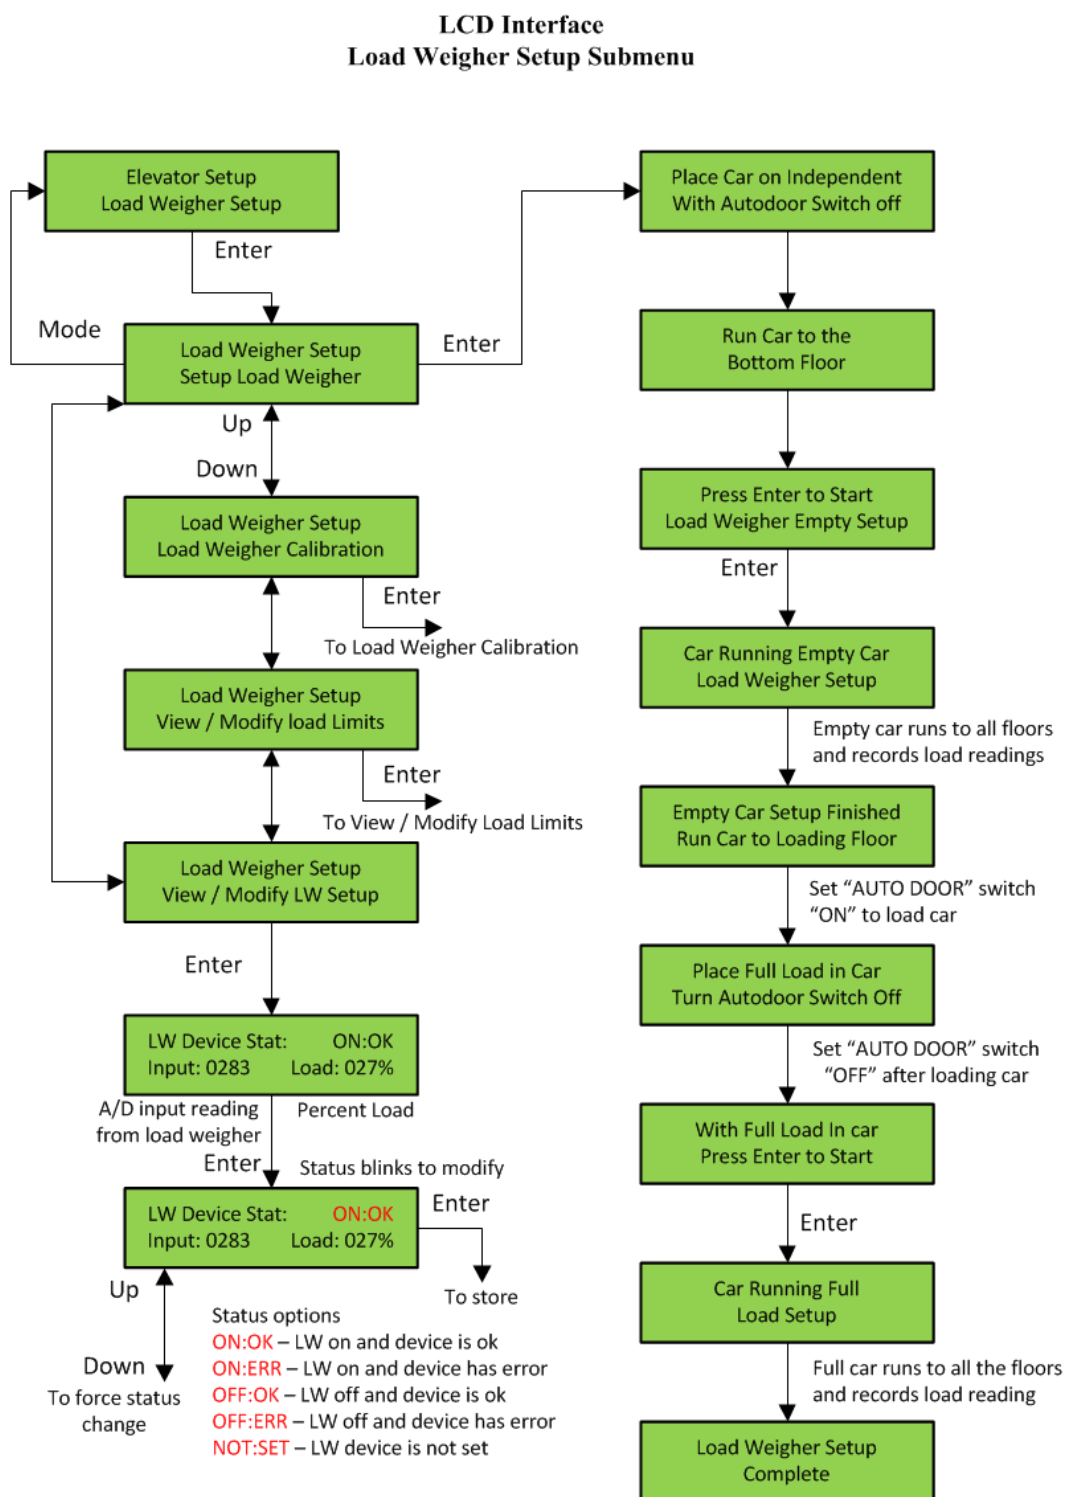 LCD Interface
Load Weigher Setup Submenu
Elevator Setup
Load Weigher Setup
Enter
Mode
Load Weigher Setup
Setup Load Weigher
Enter
Up
Down
Load Weigher Setup
Load Weigher Calibration
Enter
To Load Weigher Calibration
Load Weigher Setup
View / Modify load Limits
Enter
To View / Modify Load Limits
Load Weigher Setup
View / Modify LW Setup
Enter
LW Device Stat: ON:OK
Input: 0283 Load: 027%
A/D input reading
from load weigher
Percent Load
Enter
Status blinks to modify
LW Device Stat: ON:OK
Input: 0283 Load: 027%
Enter
To store
Up
Down
To force status
change
Status options
ON:OK – LW on and device is ok
ON:ERR – LW on and device has error
OFF:OK – LW off and device is ok
OFF:ERR – LW off and device has error
NOT:SET – LW device is not set
Place Car on Independent
With Autodoor Switch off
Run Car to the
Bottom Floor
Press Enter to Start
Load Weigher Empty Setup
Enter
Car Running Empty Car
Load Weigher Setup
Empty car runs to all floors
and records load readings
Empty Car Setup Finished
Run Car to Loading Floor
Set “AUTO DOOR” switch
“ON” to load car
Place Full Load in Car
Turn Autodoor Switch Off
Set “AUTO DOOR” switch
“OFF” after loading car
With Full Load In car
Press Enter to Start
Enter
Car Running Full
Load Setup
Full car runs to all the floors
and records load reading
Load Weigher Setup
Complete